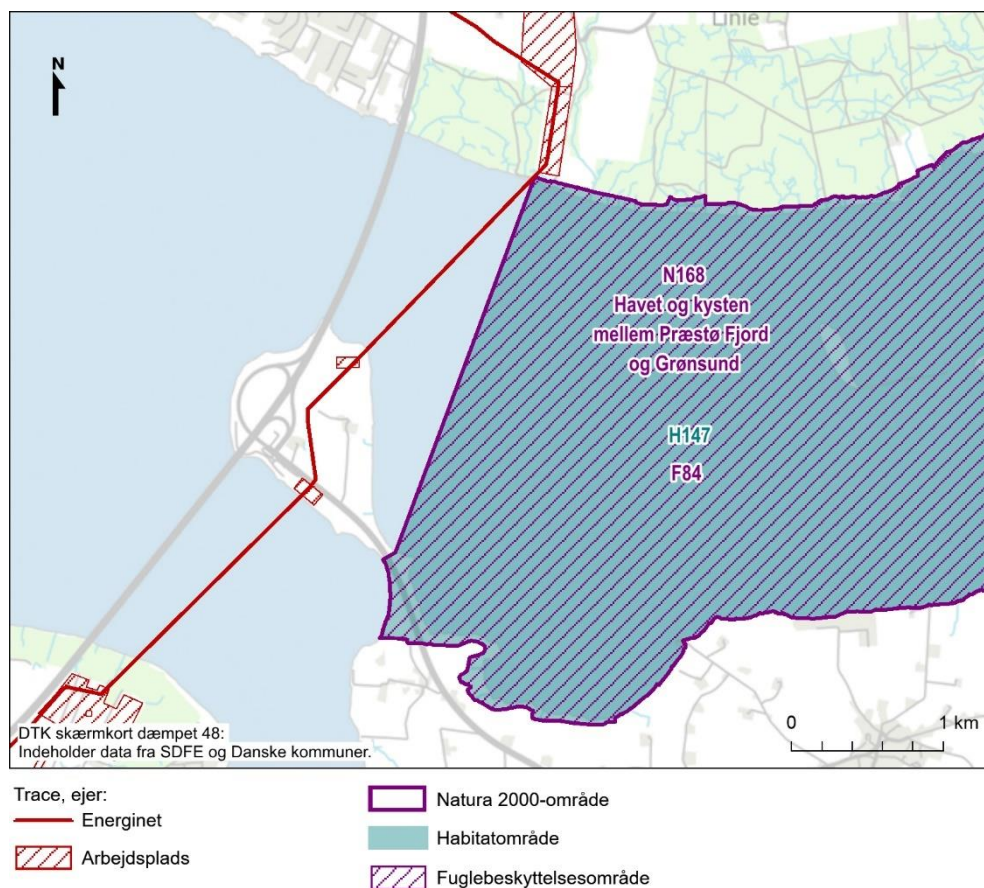 Linie
N
N168
Havet og kysten
mellem Præstø Fjord
og Grønsund
H147
F84
0 1 km
DTK skærmkort dæmpet 48:
Indeholder data fra SDFE og Danske kommuner.
Trace, ejer:
Energinet
Arbejdsplads
Natura 2000-område
Habitatområde
Fuglebeskyttelsesområde